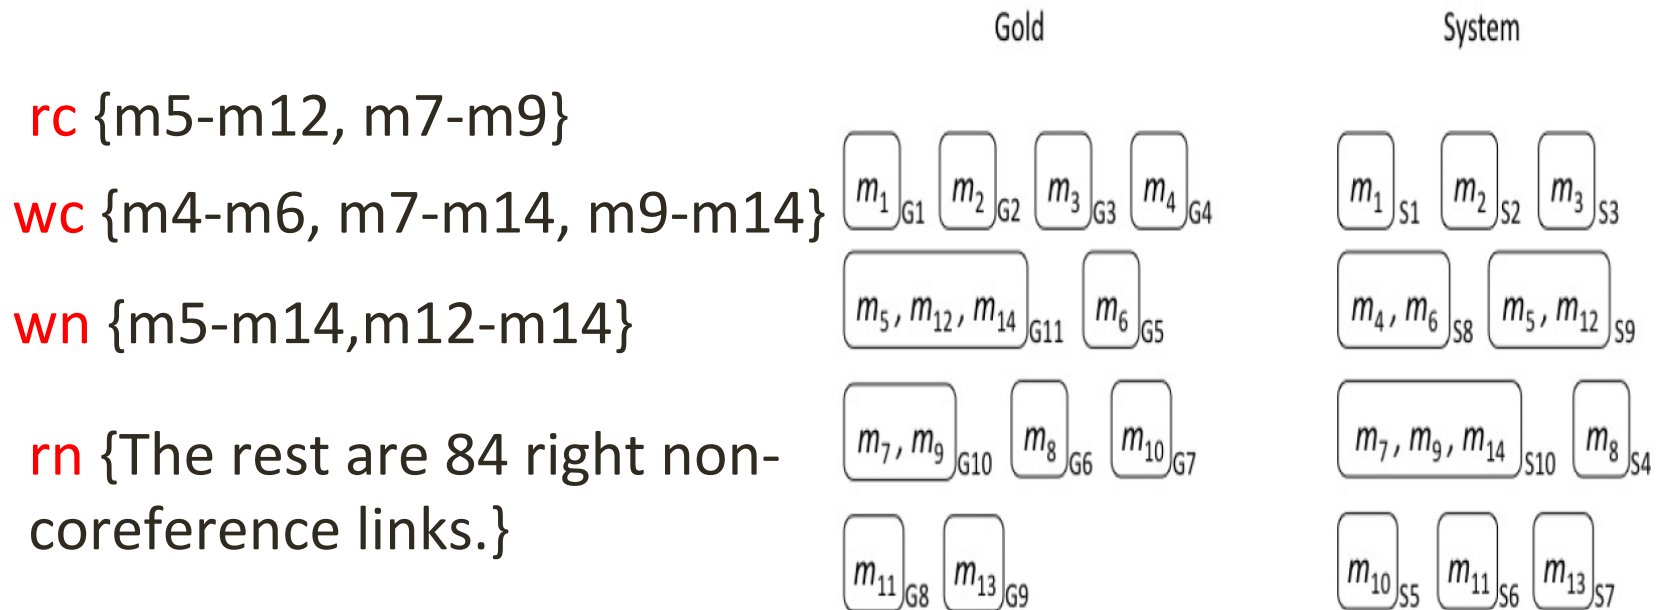 rc {m5-m12, m7-m9}
wc {m4-m6, m7-m14, m9-m14}
wn {m5-m14,m12-m14}
rn {The rest are 84 right non-
coreference links.}
Gold
m1 G1 m2 G2 m3 G3 m4 G4
m5, m12, m14 G11 m6 G5
m7, m9 G10 m8 G6 m10 G7
m11 G8 m13 G9
System
m1 S1 m2 S2 m3 S3
m4, m6 S8 m5, m12 S9
m7, m9, m14 S10 m8 S4
m10 S5 m11 S6 m13 S7